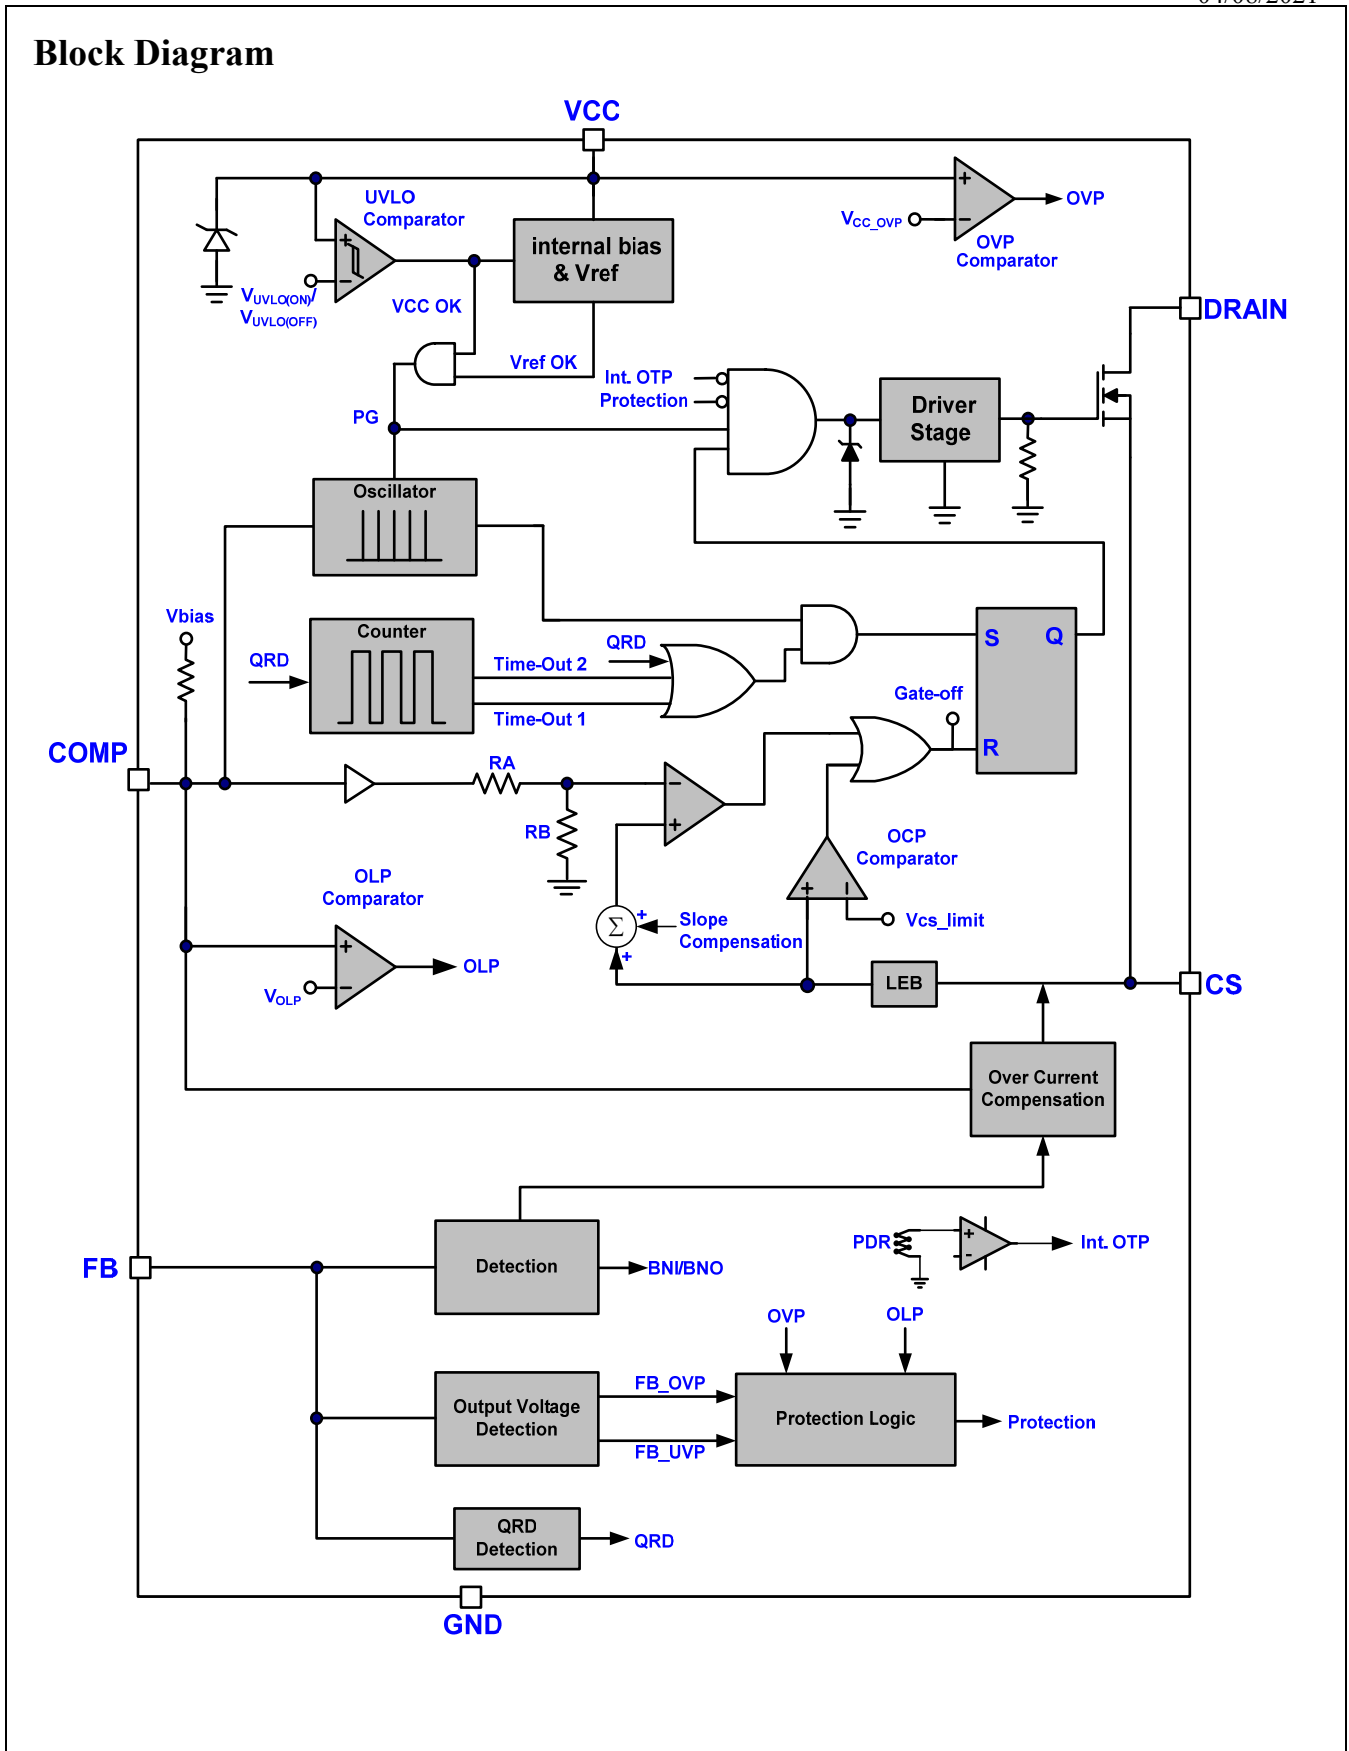 Block Diagram
VCC
UVLO
Comparator
+
−
VUVLO(ON)/
VUVLO(OFF)
VCC OK
internal bias
& Vref
Vref OK
VCC_OVP
+
−
OVP
OVP
Comparator
DRAIN
PG
Int. OTP
Protection
Driver
Stage
Oscillator
Vbias
QRD
Counter
Time-Out 2
Time-Out 1
QRD
S
Q
R
Gate-off
COMP
RA
RB
−
+
OCP
Comparator
+
−
Vcs_limit
OLP
Comparator
+
−
VOLP
OLP
Σ
+
+
Slope
Compensation
LEB
CS
Over Current
Compensation
FB
Detection
BNI/BNO
PDR
+
-
Int. OTP
OVP
OLP
Output Voltage
Detection
FB_OVP
FB_UVP
Protection Logic
Protection
QRD
Detection
QRD
GND